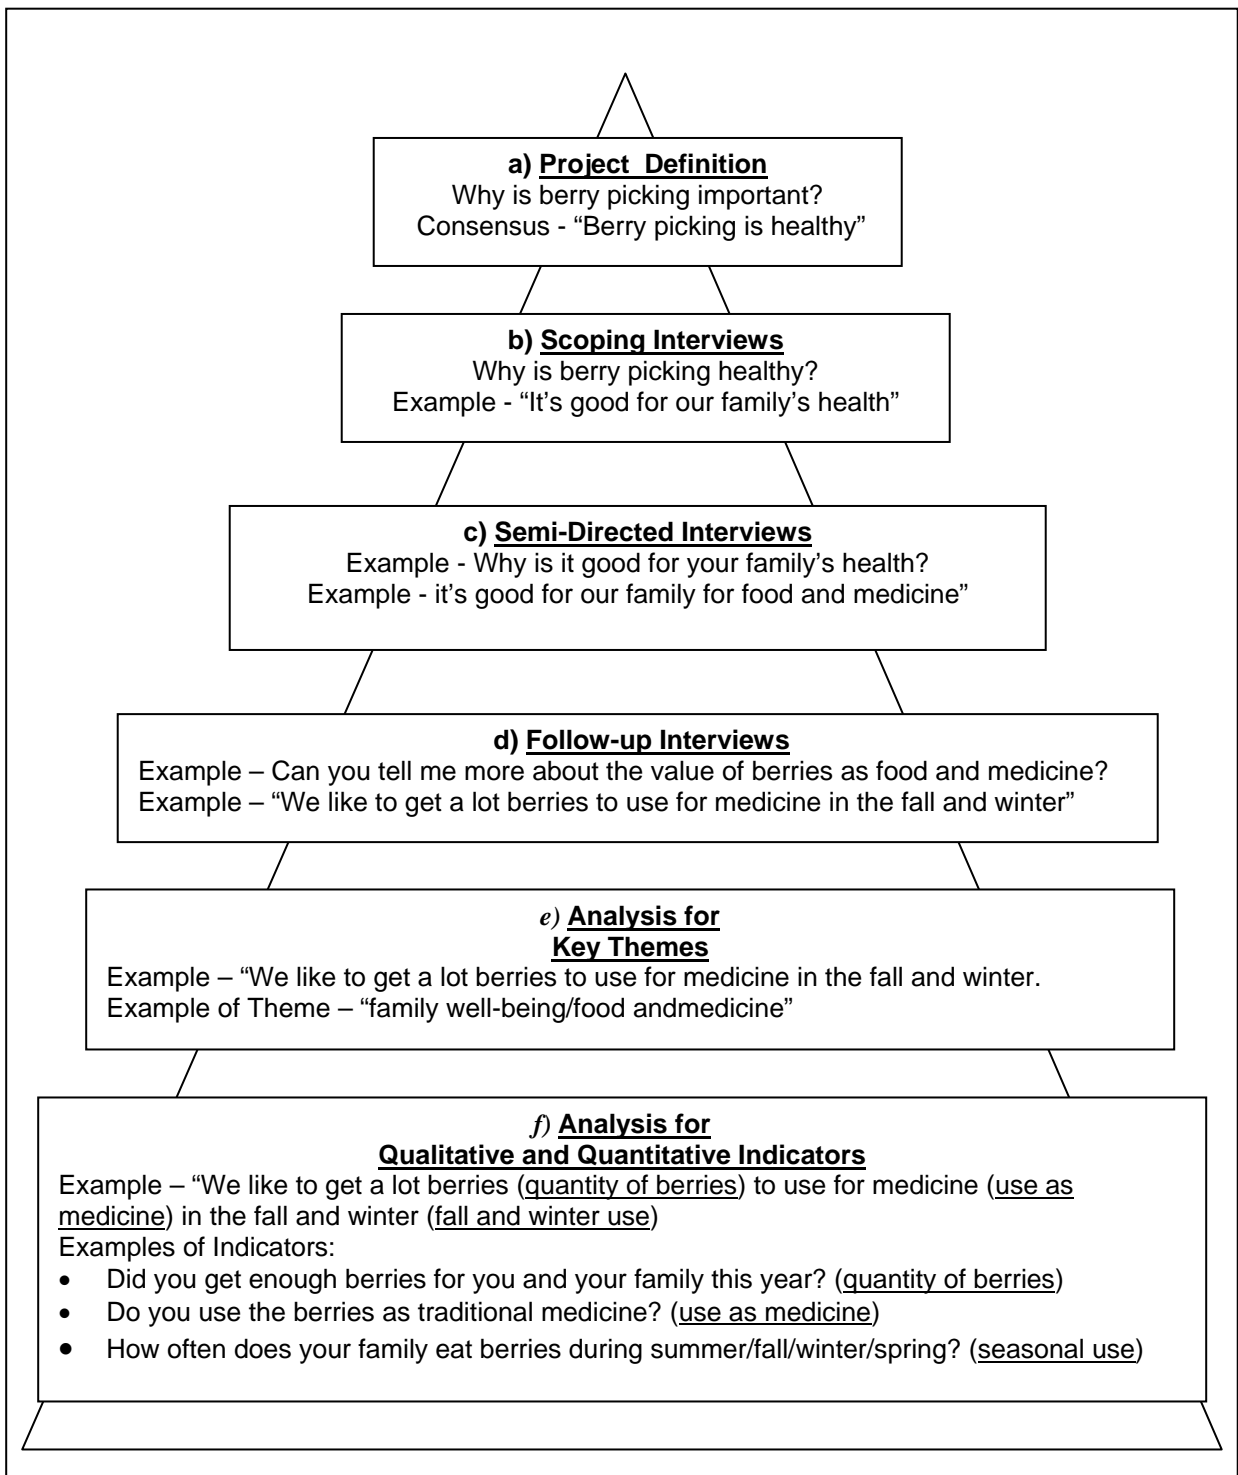 a) Project  Definition
Why is berry picking important?
Consensus - “Berry picking is healthy”
b) Scoping Interviews
Why is berry picking healthy?
Example - “It’s good for our family’s health”
c) Semi-Directed Interviews
Example - Why is it good for your family’s health?
Example - it’s good for our family for food and medicine”
d) Follow-up Interviews
Example – Can you tell me more about the value of berries as food and medicine?
Example – “We like to get a lot berries to use for medicine in the fall and winter”
e) Analysis for
Key Themes
Example – “We like to get a lot berries to use for medicine in the fall and winter.
Example of Theme – “family well-being/food andmedicine”
f) Analysis for
Qualitative and Quantitative Indicators
Example – “We like to get a lot berries (quantity of berries) to use for medicine (use as
medicine) in the fall and winter (fall and winter use)
Examples of Indicators:
• Did you get enough berries for you and your family this year? (quantity of berries)
• Do you use the berries as traditional medicine? (use as medicine)
• How often does your family eat berries during summer/fall/winter/spring? (seasonal use)